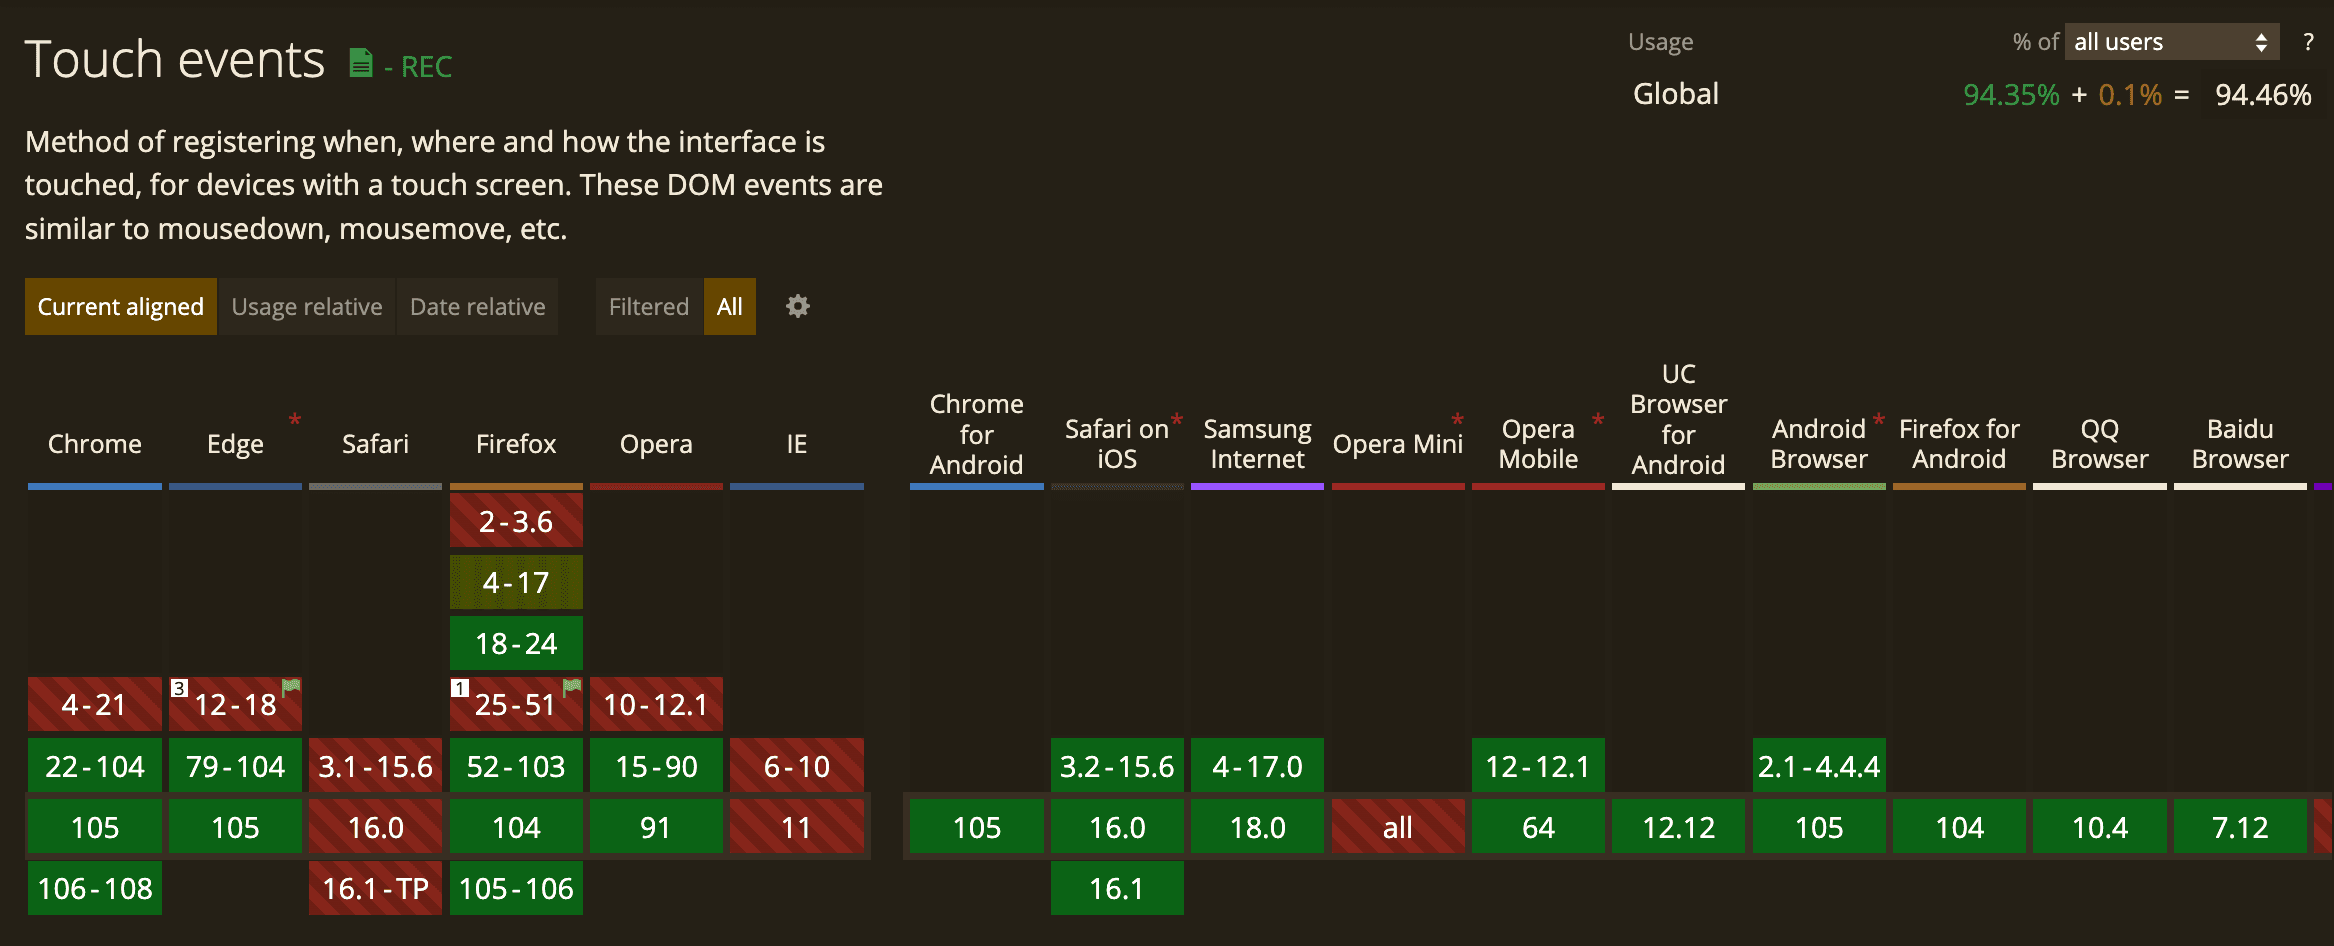 Touch events - REC
Usage % of all users ?
Global 94.35% + 0.1% = 94.46%
Method of registering when, where and how the interface is
touched, for devices with a touch screen. These DOM events are
similar to mousedown, mousemove, etc.
Current aligned Usage relative Date relative Filtered All
Chrome Edge * Safari Firefox Opera IE
Chrome for Android
Safari on iOS *
Samsung Internet
Opera Mini *
Opera Mobile *
UC Browser for Android
Android Browser *
Firefox for Android
QQ Browser
Baidu Browser
2-3.6
4-17
18-24
4-21 3 12-18 1 25-51 10-12.1
22-104 79-104 3.1-15.6 52-103 15-90 6-10 3.2-15.6 4-17.0 12-12.1 2.1-4.4.4
105 105 16.0 104 91 11 105 16.0 18.0 all 64 12.12 105 104 10.4 7.12
106-108 16.1-TP 105-106 16.1